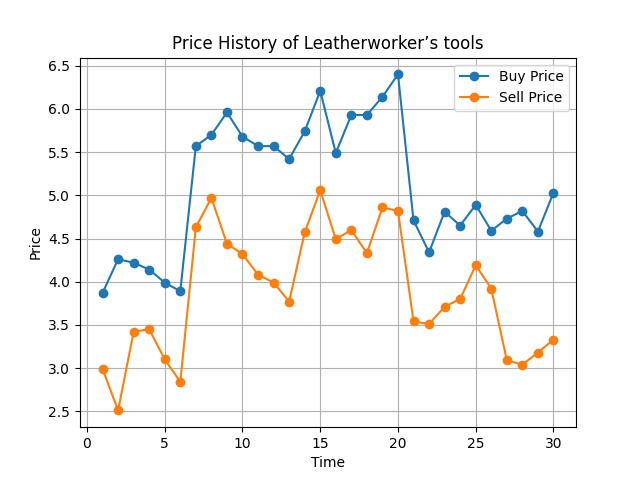 Price History of Leatherworker’s tools
6.5
6.0
5.5
5.0
4.5
4.0
3.5
3.0
2.5
Price
Buy Price
Sell Price
0 5 10 15 20 25 30
Time